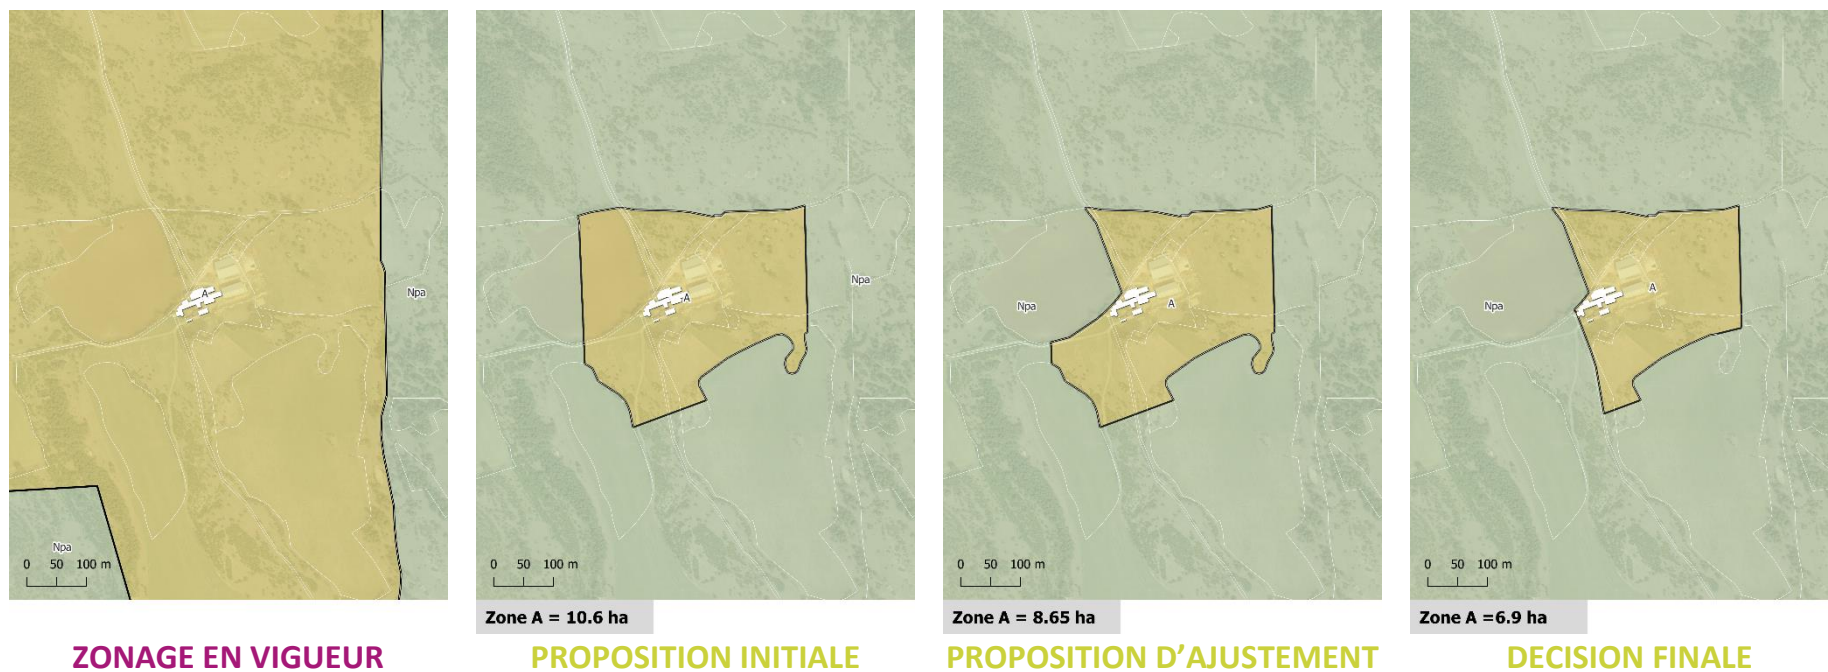 A
Npa
Npa
0 50 100 m
ZONAGE EN VIGUEUR
A
Npa
0 50 100 m
Zone A = 10.6 ha
PROPOSITION INITIALE
Npa
A
0 50 100 m
Zone A = 8.65 ha
PROPOSITION D'AJUSTEMENT
Npa
A
0 50 100 m
Zone A =6.9 ha
DECISION FINALE